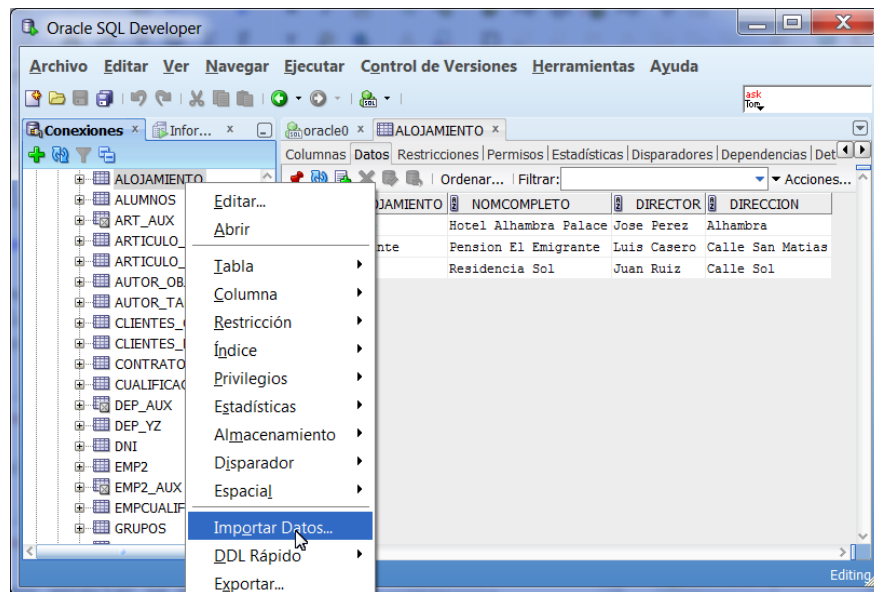 Oracle SQL Developer
Archivo Editar Ver Navegar Ejecutar Control de Versiones Herramientas Ayuda
ask
Tom
Conexiones x Infor... x
oracle0 x ALOJAMIENTO x
Columnas Datos Restricciones Permisos Estadísticas Disparadores Dependencias Det
Ordenar... Filtrar: Acciones...
OJAMIENTO NOMCOMPLETO DIRECTOR DIRECCION
Hotel Alhambra Palace Jose Perez Alhambra
nte Pension El Emigrante Luis Casero Calle San Matias
Residencia Sol Juan Ruiz Calle Sol
ALOJAMIENTO
ALUMNOS
ART_AUX
ARTICULO_
ARTICULO_
AUTOR_OB
AUTOR_TA
CLIENTES_
CLIENTES_
CONTRATO
CUALIFICA
DEP_AUX
DEP_YZ
DNI
EMP2
EMP2_AUX
EMPCUALIF
GRUPOS
Editar...
Abrir
Tabla
Columna
Restricción
Índice
Privilegios
Estadísticas
Almacenamiento
Disparador
Espacial
Importar Datos...
DDL Rápido
Exportar...
Editing